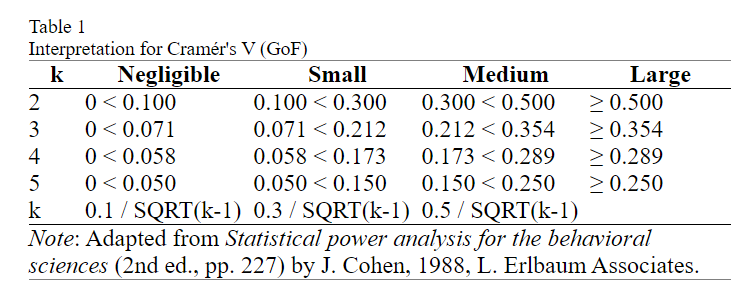 Table 1
Interpretation for Cramér's V (GoF)
k Negligible Small Medium Large
2 0 < 0.100 0.100 < 0.300 0.300 < 0.500 ≥ 0.500
3 0 < 0.071 0.071 < 0.212 0.212 < 0.354 ≥ 0.354
4 0 < 0.058 0.058 < 0.173 0.173 < 0.289 ≥ 0.289
5 0 < 0.050 0.050 < 0.150 0.150 < 0.250 ≥ 0.250
k 0.1 / SQRT(k-1) 0.3 / SQRT(k-1) 0.5 / SQRT(k-1)
Note: Adapted from Statistical power analysis for the behavioral
sciences (2nd ed., pp. 227) by J. Cohen, 1988, L. Erlbaum Associates.